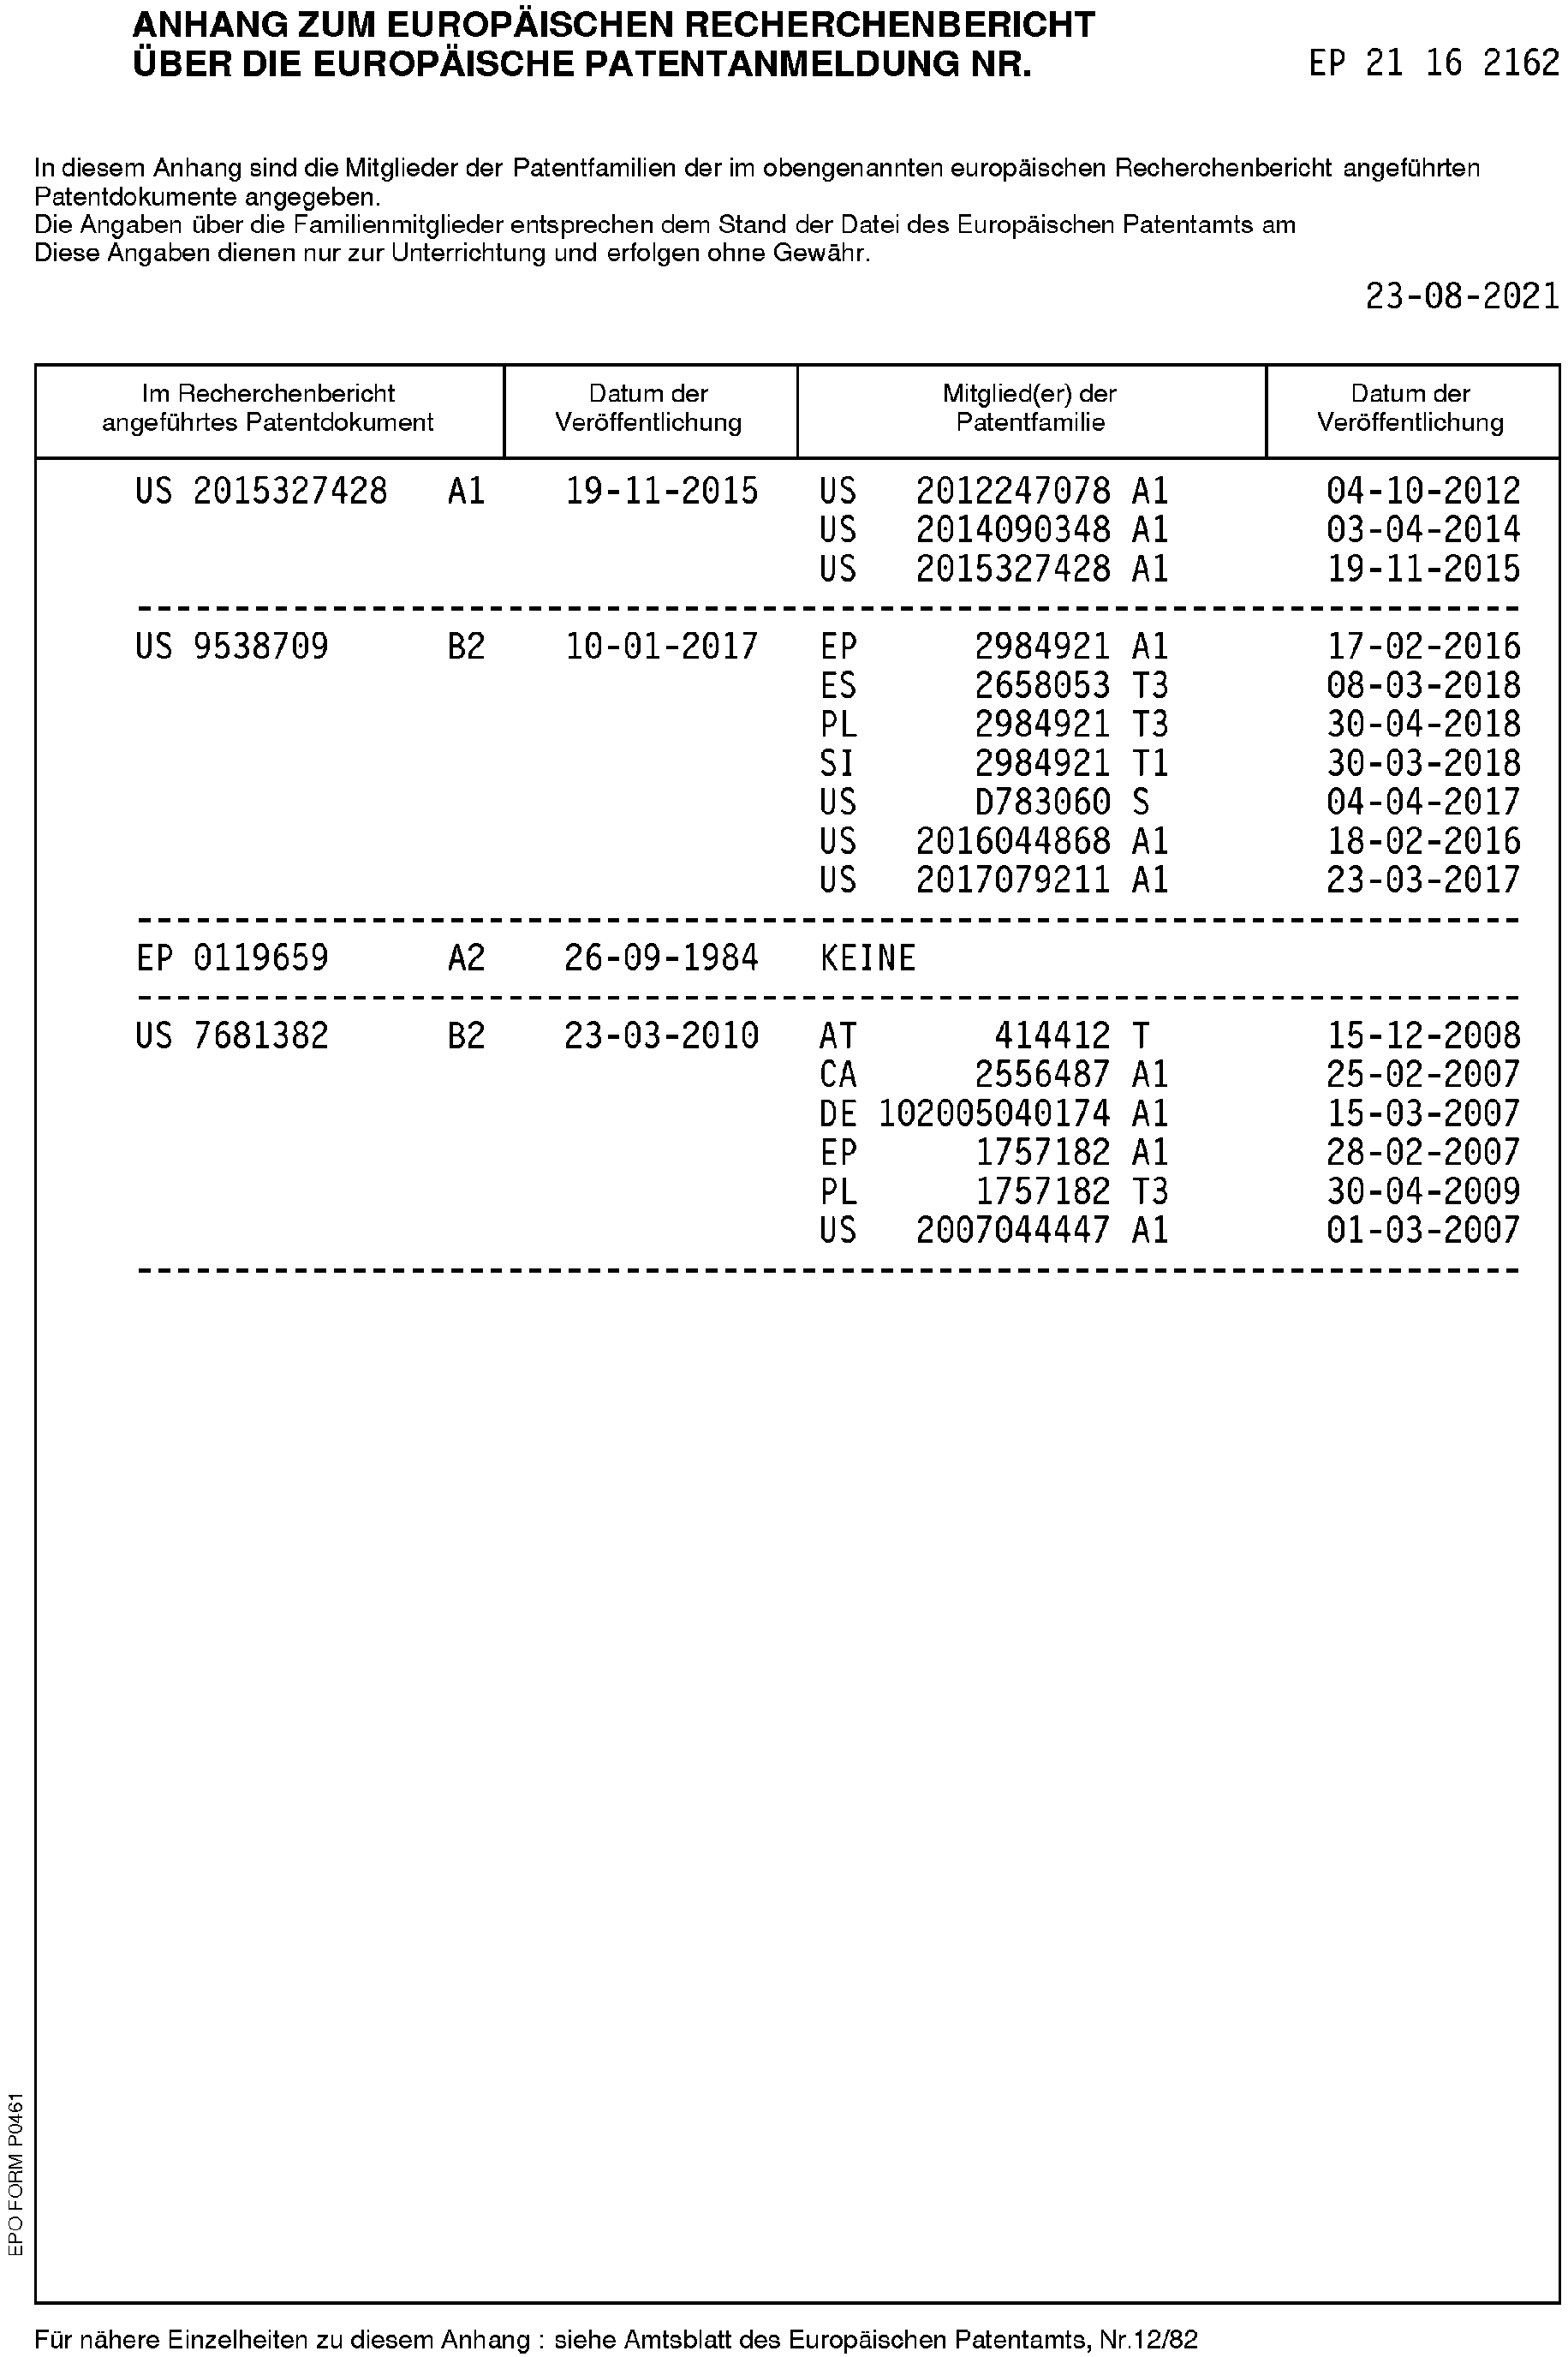 ANHANG ZUM EUROPÄISCHEN RECHERCHENBERICHT
ÜBER DIE EUROPÄISCHE PATENTANMELDUNG NR. EP 21 16 2162
In diesem Anhang sind die Mitglieder der Patentfamilien der im obengenannten europäischen Recherchenbericht angeführten
Patentdokumente angegeben.
Die Angaben über die Familienmitglieder entsprechen dem Stand der Datei des Europäischen Patentamts am
Diese Angaben dienen nur zur Unterrichtung und erfolgen ohne Gewähr.
23-08-2021
Im Recherchenbericht angeführtes Patentdokument
Datum der Veröffentlichung
Mitglied(er) der Patentfamilie
Datum der Veröffentlichung
US 2015327428 A1 19-11-2015 US 2012247078 A1 04-10-2012
US 2014090348 A1 03-04-2014
US 2015327428 A1 19-11-2015
US 9538709 B2 10-01-2017 EP 2984921 A1 17-02-2016
ES 2658053 T3 08-03-2018
PL 2984921 T3 30-04-2018
SI 2984921 T1 30-03-2018
US D783060 S 04-04-2017
US 2016044868 A1 18-02-2016
US 2017079211 A1 23-03-2017
EP 0119659 A2 26-09-1984 KEINE
US 7681382 B2 23-03-2010 AT 414412 T 15-12-2008
CA 2556487 A1 25-02-2007
DE 102005040174 A1 15-03-2007
EP 1757182 A1 28-02-2007
PL 1757182 T3 30-04-2009
US 2007044447 A1 01-03-2007
EPO FORM P0461
Für nähere Einzelheiten zu diesem Anhang : siehe Amtsblatt des Europäischen Patentamts, Nr.12/82